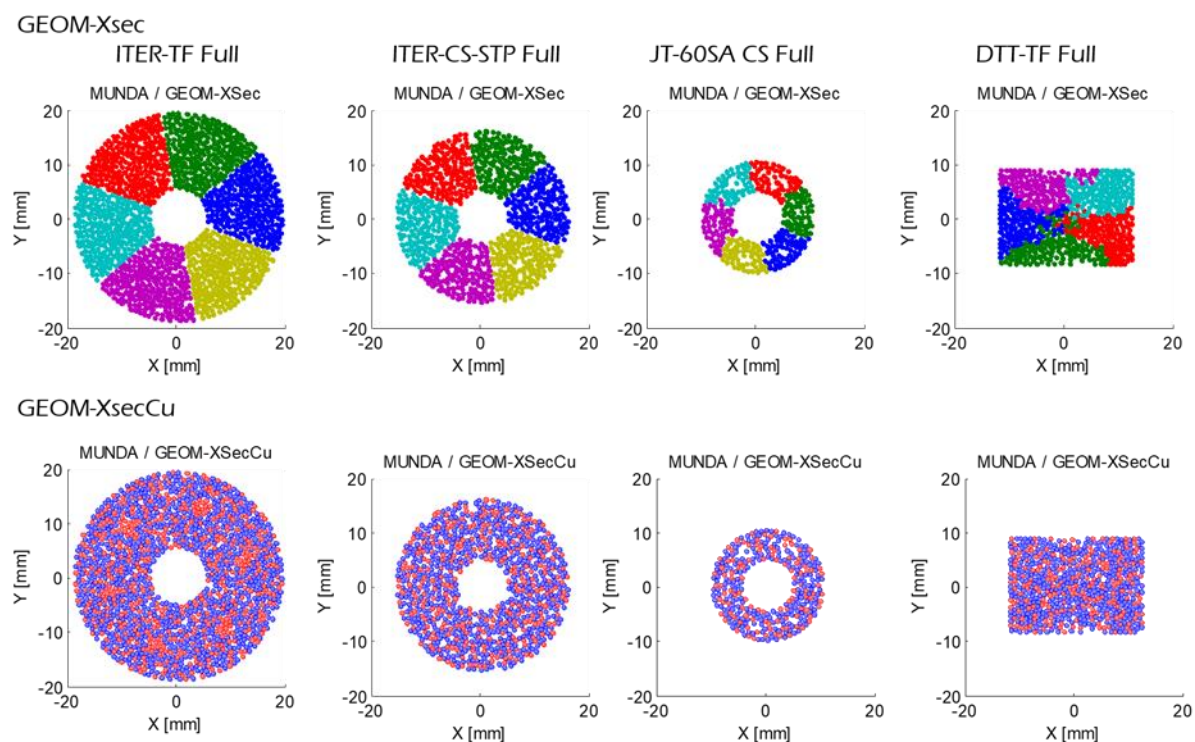 GEOM-Xsec
ITER-TF Full
ITER-CS-STP Full
JT-60SA CS Full
DTT-TF Full
MUNDA / GEOM-XSec
MUNDA / GEOM-XSec
MUNDA / GEOM-XSec
MUNDA / GEOM-XSec
20
10
0
-10
-20
Y [mm]
-20
0
20
X [mm]
20
10
0
-10
-20
Y [mm]
-20
0
20
X [mm]
20
10
0
-10
-20
Y [mm]
-20
0
20
X [mm]
20
10
0
-10
-20
Y [mm]
-20
0
20
X [mm]
GEOM-XsecCu
MUNDA / GEOM-XSecCu
MUNDA / GEOM-XSecCu
MUNDA / GEOM-XSecCu
MUNDA / GEOM-XSecCu
20
10
0
-10
-20
Y [mm]
-20
0
20
X [mm]
20
10
0
-10
-20
Y [mm]
-20
0
20
X [mm]
20
10
0
-10
-20
Y [mm]
-20
0
20
X [mm]
20
10
0
-10
-20
Y [mm]
-20
0
20
X [mm]